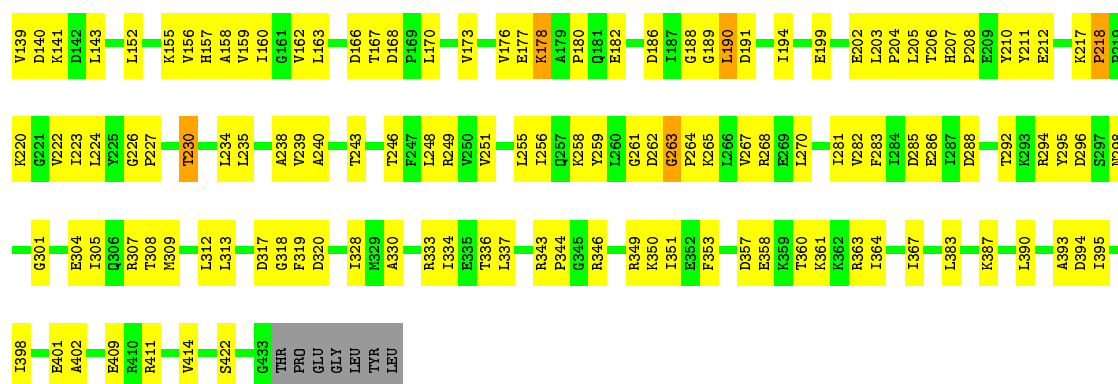 V139 D140 K141 D142 L143 L152 K155 V156 H157 A158 V159 I160 G161 V162 L163 D166 T167 D168 P169 L170 V173 V176 E177 K178 A179 P180 Q181 E182 D186 I187 G188 G189 L190 D191 I194 E199 E202 L203 P204 L205 T206 H207 P208 E209 Y210 Y211 E212 K217 P218
K220 G221 V222 I223 L224 Y225 G226 P227 T230 L234 L235 A238 V239 A240 T243 T246 F247 L248 R249 V250 V251 L255 I256 Q257 K258 Y259 L260 G261 D262 G263 P264 K265 L266 V267 R268 E269 L270 I281 V282 F283 I284 D285 E286 I287 D288 T292 K293 R294 Y295 D296 S297
G301 E304 I305 Q306 R307 T308 M309 L312 L313 D317 G318 F319 D320 I328 M329 A330 R333 I334 E335 T336 L337 R343 P344 G345 R346 R349 K350 I351 E352 F353 D357 E358 K359 T360 K361 K362 R363 I364 I367 L383 K387 L390 A393 D394 I395
I398 E401 A402 E409 R410 R411 V414 S422 G433 THR PRO GLU GLY LEU TYR LEU